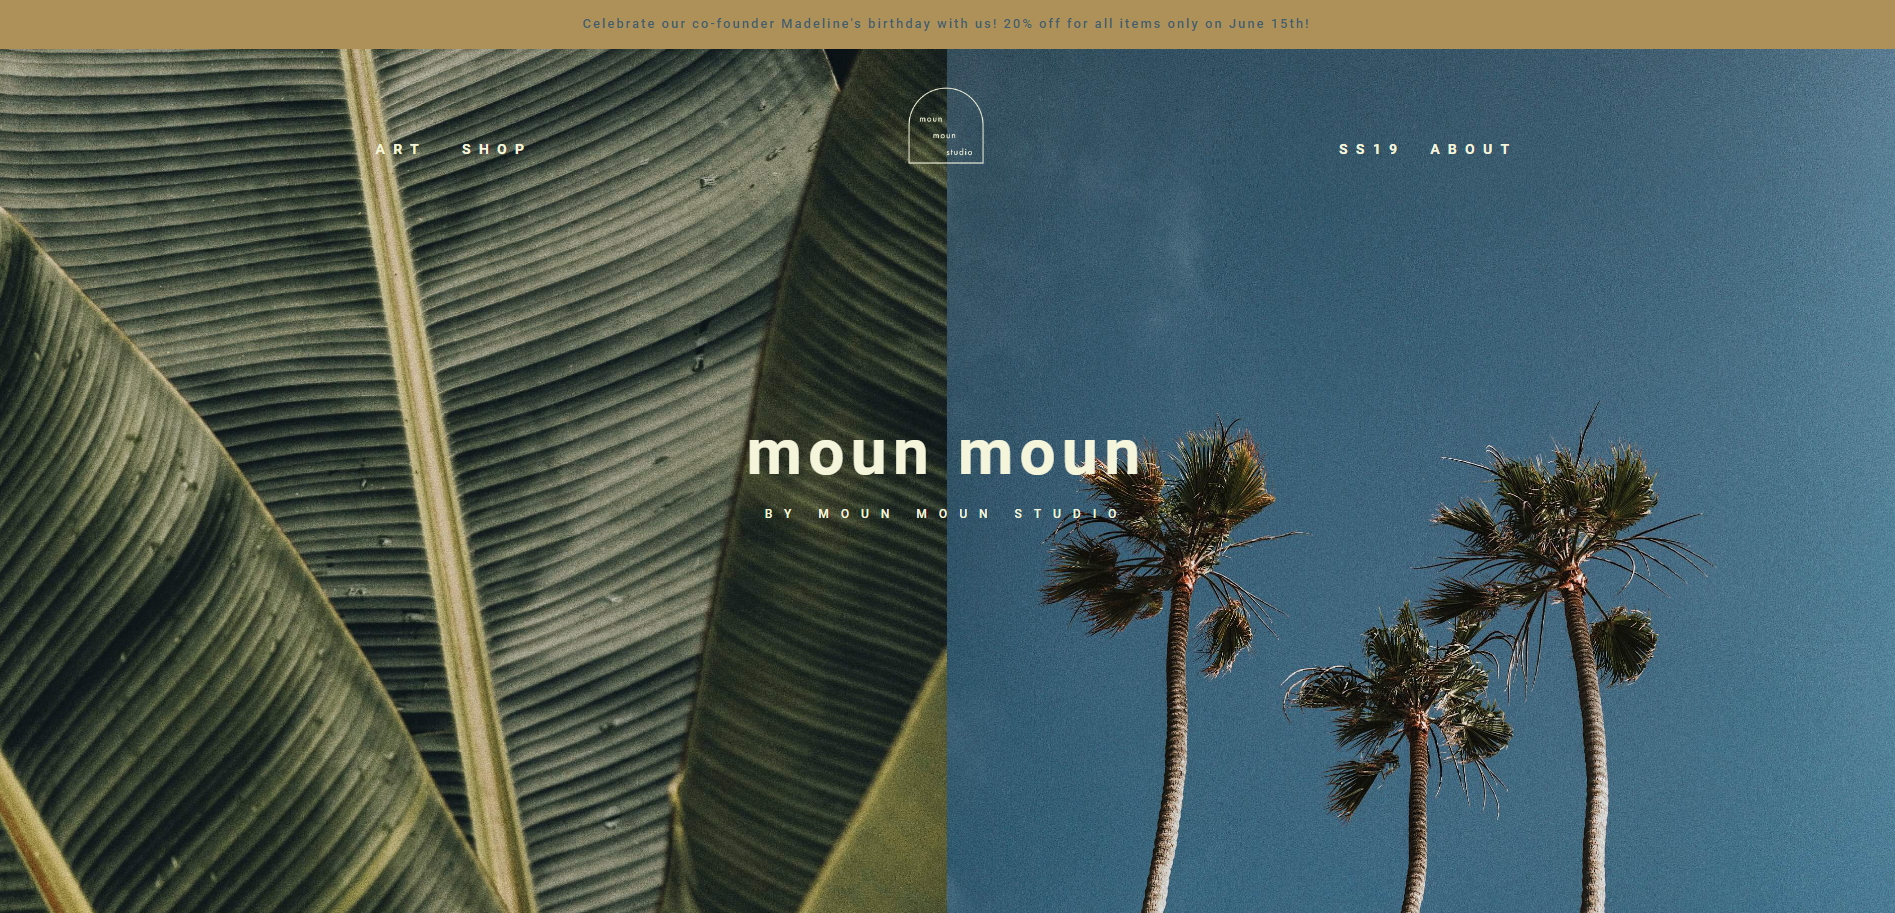 Celebrate our co-founder Madeline's birthday with us! 20% off for all items only on June 15th!
moun
moun
studio
ART SHOP
SS19 ABOUT
moun moun
BY MOUN MOUN STUDIO